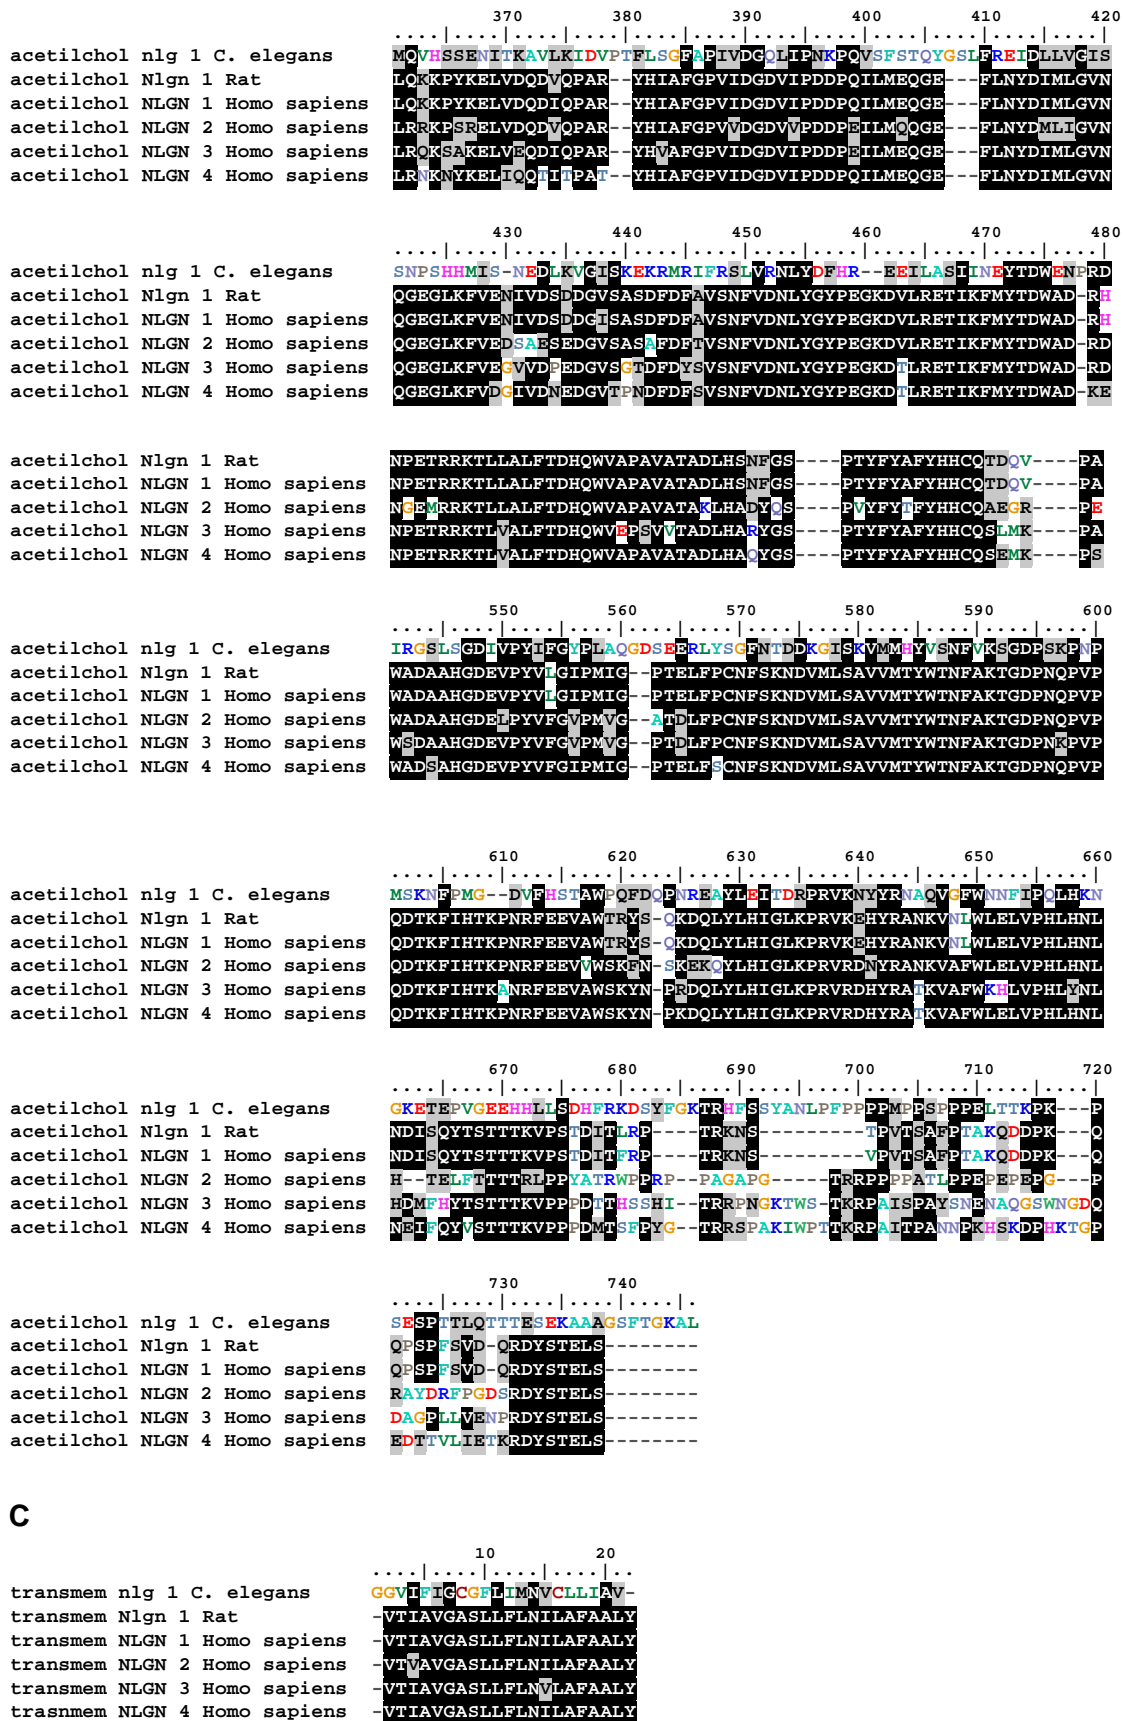 370 380 390 400 410 420
....|....|....|....|....|....|....|....|....|....|....|....|
acetilchol nlg 1 C. elegans MQVHSSENITKAVLKIDVPTFLSGFAPIVDGQLIPNKPQVSFSTQYGSLFREIDLLVGIS
acetilchol Nlgn 1 Rat LQKKPYKELVDQDVQPAR--YHIAFGPVIDGDVIPDDPQILMEQGE---FLNYDIMLGVN
acetilchol NLGN 1 Homo sapiens LQKKPYKELVDQDIQPAR--YHIAFGPVIDGDVIPDDPQILMEQGE---FLNYDIMLGVN
acetilchol NLGN 2 Homo sapiens LRRKPSRELVDQDVQPAR--YHIAFGPVVDGDVVPDDPEILMQQGE---FLNYDMLIGVN
acetilchol NLGN 3 Homo sapiens LRQKSAKELVEQDIQPAR--YHVAFGPVIDGDVIPDDPEILMEQGE---FLNYDIMLGVN
acetilchol NLGN 4 Homo sapiens LRNKNYKELIQQTITPAT--YHIAFGPVIDGDVIPDDPQILMEQGE---FLNYDIMLGVN
430 440 450 460 470 480
....|....|....|....|....|....|....|....|....|....|....|....|
acetilchol nlg 1 C. elegans SNPSHHMIS-NEDLKVGISKEKRMRIFRSLVRNLYDFHR--EEILASIINEYTDWENPRD
acetilchol Nlgn 1 Rat QGEGLKFVENIVDSDDGVSASDFDFAVSNFVDNLYGYPEGKDVLRETIKFMYTDWAD-RH
acetilchol NLGN 1 Homo sapiens QGEGLKFVENIVDSDDGISASDFDFAVSNFVDNLYGYPEGKDVLRETIKFMYTDWAD-RH
acetilchol NLGN 2 Homo sapiens QGEGLKFVEDSAESEDGVSASAFDFTVSNFVDNLYGYPEGKDVLRETIKFMYTDWAD-RD
acetilchol NLGN 3 Homo sapiens QGEGLKFVEGVVDPEDGVSGTDFDYSVSNFVDNLYGYPEGKDTLRETIKFMYTDWAD-RD
acetilchol NLGN 4 Homo sapiens QGEGLKFVDGIVDNEDGVTPNDFDFSVSNFVDNLYGYPEGKDTLRETIKFMYTDWAD-KE
acetilchol Nlgn 1 Rat NPETRRKTLLALFTDHQWVAPAVATADLHSNFGS----PTYFYAFYHHCQTDQV----PA
acetilchol NLGN 1 Homo sapiens NPETRRKTLLALFTDHQWVAPAVATADLHSNFGS----PTYFYAFYHHCQTDQV----PA
acetilchol NLGN 2 Homo sapiens NGEMRRKTLLALFTDHQWVAPAVATAKLHADYQS----PVYFYTFYHHCQAEGR----PE
acetilchol NLGN 3 Homo sapiens NPETRRKTLVALFTDHQWVEPSVVTADLHARYGS----PTYFYAFYHHCQSLMK----PA
acetilchol NLGN 4 Homo sapiens NPETRRKTLVALFTDHQWVAPAVATADLHAQYGS----PTYFYAFYHHCQSEMK----PS
550 560 570 580 590 600
....|....|....|....|....|....|....|....|....|....|....|....|
acetilchol nlg 1 C. elegans IRGSLSGDIVPYIFGYPLAQGDSEERLYSGFNTDDKGISKVMMHYVSNFVKSGDPSKPNP
acetilchol Nlgn 1 Rat WADAAHGDEVPYVLGIPMIG--PTELFPCNFSKNDVMLSAVVMTYWTNFAKTGDPNQPVP
acetilchol NLGN 1 Homo sapiens WADAAHGDEVPYVLGIPMIG--PTELFPCNFSKNDVMLSAVVMTYWTNFAKTGDPNQPVP
acetilchol NLGN 2 Homo sapiens WADAAHGDELPYVFGVPMVG--ATDLFPCNFSKNDVMLSAVVMTYWTNFAKTGDPNQPVP
acetilchol NLGN 3 Homo sapiens WSDAAHGDEVPYVFGVPMVG--PTDLFPCNFSKNDVMLSAVVMTYWTNFAKTGDPNKPVP
acetilchol NLGN 4 Homo sapiens WADSAHGDEVPYVFGIPMIG--PTELFSCNFSKNDVMLSAVVMTYWTNFAKTGDPNQPVP
610 620 630 640 650 660
....|....|....|....|....|....|....|....|....|....|....|....|
acetilchol nlg 1 C. elegans MSKNFPMG--DVFHSTAWPQFDQPNREAYLEITDRPRVKNYYRNAQVGFWNNFIPQLHKN
acetilchol Nlgn 1 Rat QDTKFIHTKPNRFEEVAWTRYS-QKDQLYLHIGLKPRVKEHYRANKVNLWLELVPHLHNL
acetilchol NLGN 1 Homo sapiens QDTKFIHTKPNRFEEVAWTRYS-QKDQLYLHIGLKPRVKEHYRANKVNLWLELVPHLHNL
acetilchol NLGN 2 Homo sapiens QDTKFIHTKPNRFEEVVWSKFN-SKEKQYLHIGLKPRVRDNYRANKVAFWLELVPHLHNL
acetilchol NLGN 3 Homo sapiens QDTKFIHTKANRFEEVAWSKYN-PRDQLYLHIGLKPRVRDHYRATKVAFWKHLVPHLYNL
acetilchol NLGN 4 Homo sapiens QDTKFIHTKPNRFEEVAWSKYN-PKDQLYLHIGLKPRVRDHYRATKVAFWLELVPHLHNL
670 680 690 700 710 720
....|....|....|....|....|....|....|....|....|....|....|....|
acetilchol nlg 1 C. elegans GKETEPVGEEHHLLSDHFRKDSYFGKTRHFSSYANLPFPPPPMPPSPPPELTTKPK---P
acetilchol Nlgn 1 Rat NDISQYTSTTTKVPSTDITLRP----TRKNS---------TPVTSAFPTAKQDDPK---Q
acetilchol NLGN 1 Homo sapiens NDISQYTSTTTKVPSTDITFRP----TRKNS---------VPVTSAFPTAKQDDPK---Q
acetilchol NLGN 2 Homo sapiens H--TELFTTTTRLPPYATRWPPRP--PAGAPG-----TRRPPPPATLPPEPEPEPG---P
acetilchol NLGN 3 Homo sapiens HDMFHYTSTTTKVPPPDTTHSSHI--TRRPNGKTWS-TKRPAISPAYSNENAQGSWNGDQ
acetilchol NLGN 4 Homo sapiens NEIFQYVSTTTKVPPPDMTSFPYG--TRRSPAKIWPTTKRPAITPANNPKHSKDPHKTGP
730 740
....|....|....|....|....|.
acetilchol nlg 1 C. elegans SESPTTLQTTTESEKAAAGSFTGKAL
acetilchol Nlgn 1 Rat QPSPFSVD-QRDYSTELS--------
acetilchol NLGN 1 Homo sapiens QPSPFSVD-QRDYSTELS--------
acetilchol NLGN 2 Homo sapiens RAYDRFPGDSRDYSTELS--------
acetilchol NLGN 3 Homo sapiens DAGPLLVENPRDYSTELS--------
acetilchol NLGN 4 Homo sapiens EDTTVLIETKRDYSTELS--------
C
10 20
....|....|....|....|..
transmem nlg 1 C. elegans GGVIFIGCGFLIMNVCLLIAV-
transmem Nlgn 1 Rat -VTIAVGASLLFLNILAFAALY
transmem NLGN 1 Homo sapiens -VTIAVGASLLFLNILAFAALY
transmem NLGN 2 Homo sapiens -VTVAVGASLLFLNILAFAALY
transmem NLGN 3 Homo sapiens -VTIAVGASLLFLNVLAFAALY
trasnmem NLGN 4 Homo sapiens -VTIAVGASLLFLNILAFAALY